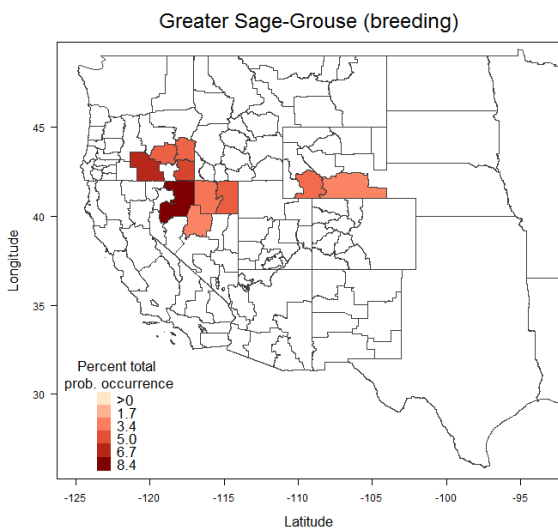 Greater Sage-Grouse (breeding)
Longitude
45
40
35
30
Percent total
prob. occurrence
>0
1.7
3.4
5.0
6.7
8.4
-125 -120 -115 -110 -105 -100 -95
Latitude